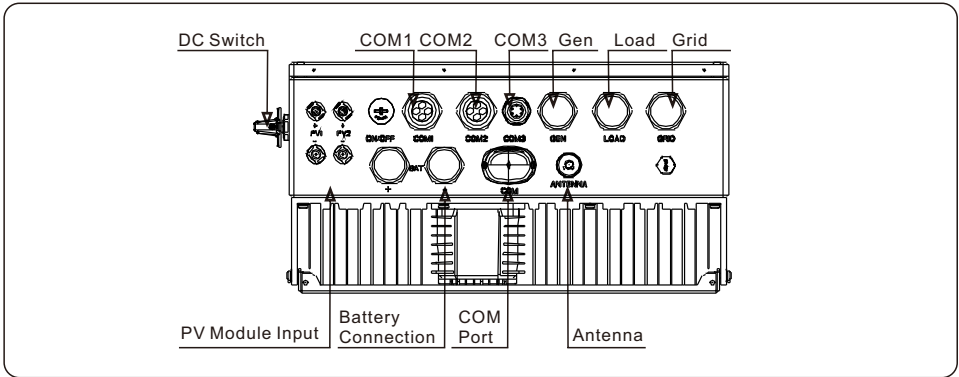 DC Switch COM1 COM2 COM3 Gen Load Grid
+ +
PV1 PV2
- -
ON/OFF COM1 COM2 COM3 GEN LOAD GRID
BAT
+ COM ANTENNA
PV Module Input
Battery
Connection
COM
Port
Antenna